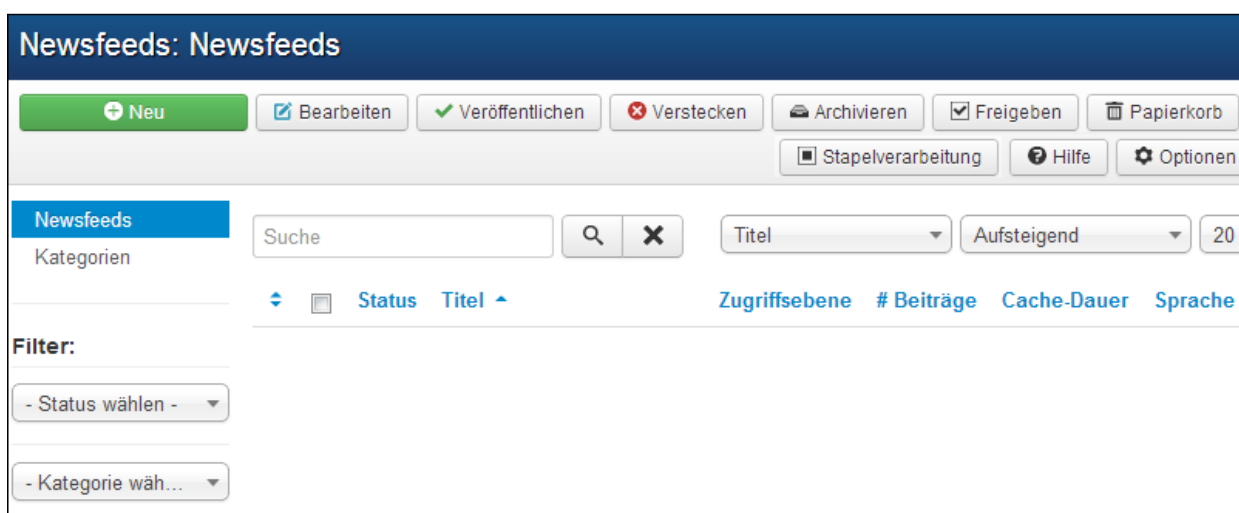 Newsfeeds: Newsfeeds
Neu Bearbeiten Veröffentlichen Verstecken Archivieren Freigeben Papierkorb
Stapelverarbeitung Hilfe Optionen
Newsfeeds
Kategorien
Suche Titel Aufsteigend 20
Status Titel Zugriffsebene # Beiträge Cache-Dauer Sprache
Filter:
- Status wählen -
- Kategorie wäh...